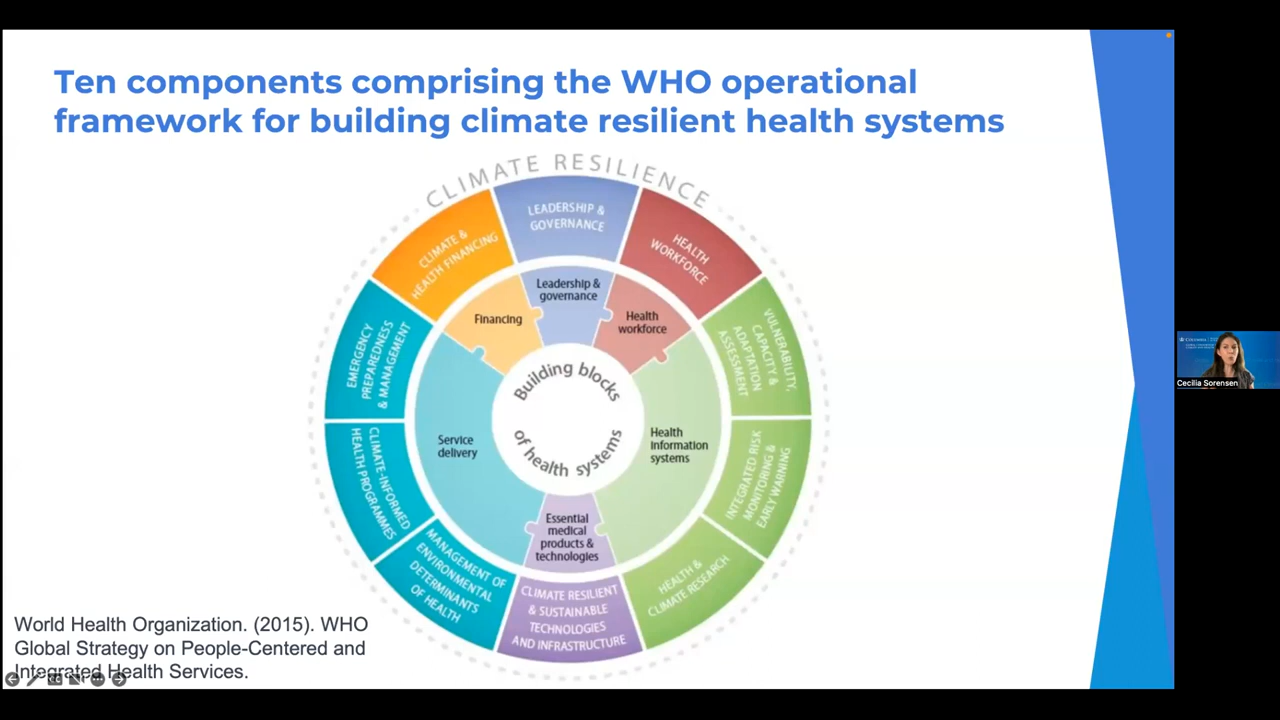 Ten components comprising the WHO operational
framework for building climate resilient health systems
CLIMATE RESILIENCE
LEADERSHIP &
GOVERNANCE
HEALTH
WORKFORCE
VULNERABILITY,
CAPACITY &
ADAPTATION
ASSESSMENT
INTEGRATED RISK
MONITORING &
EARLY WARNING
HEALTH &
CLIMATE RESEARCH
CLIMATE RESILIENT
& SUSTAINABLE
TECHNOLOGIES
AND INFRASTRUCTURE
MANAGEMENT OF
ENVIRONMENTAL
DETERMINANTS
OF HEALTH
CLIMATE-INFORMED
HEALTH PROGRAMMES
EMERGENCY
PREPAREDNESS
& MANAGEMENT
CLIMATE &
HEALTH FINANCING
Leadership &
governance
Health
workforce
Health
information
systems
Essential
medical
products &
technologies
Service
delivery
Financing
Building blocks
of health systems
World Health Organization. (2015). WHO
Global Strategy on People-Centered and
Integrated Health Services.
Cecilia Sorensen